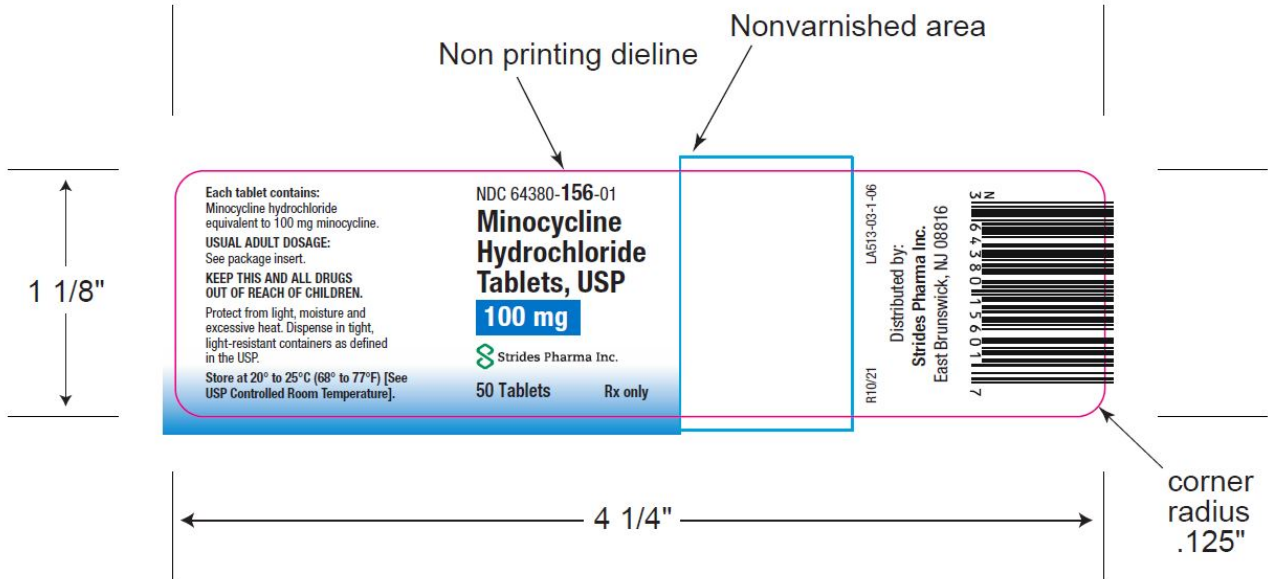 Nonvarnished area
Non printing dieline
1 1/8"
Each tablet contains:
Minocycline hydrochloride
equivalent to 100 mg minocycline.
USUAL ADULT DOSAGE:
See package insert.
KEEP THIS AND ALL DRUGS
OUT OF REACH OF CHILDREN.
Protect from light, moisture and
excessive heat. Dispense in tight,
light-resistant containers as defined
in the USP.
Store at 20° to 25°C (68° to 77°F) [See
USP Controlled Room Temperature].
NDC 64380-156-01
Minocycline
Hydrochloride
Tablets, USP
100 mg
Strides Pharma Inc.
50 Tablets Rx only
R10/21 LA513-03-1-06
Distributed by:
Strides Pharma Inc.
East Brunswick, NJ 08816
N
3 6438015601 7
corner
radius
.125"
4 1/4"